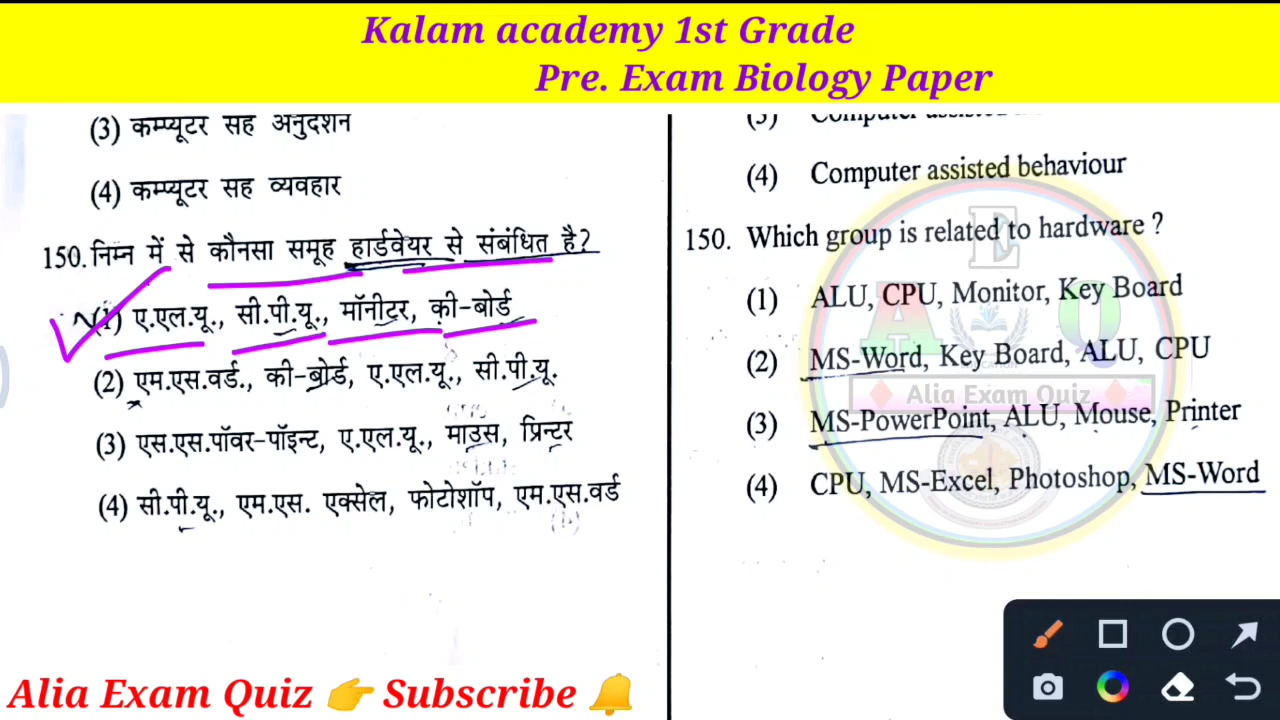 Kalam academy 1st Grade
Pre. Exam Biology Paper
(3) कम्प्यूटर सह अनुदशन
(4) कम्प्यूटर सह व्यवहार
150. निम्न में से कौनसा समूह हार्डवेयर से संबंधित है?
(1) ए.एल.यू., सी.पी.यू., मॉनीटर, की-बोर्ड
(2) एम.एस.वर्ड., की-बोर्ड, ए.एल.यू., सी.पी.यू.
(3) एस.एस.पॉवर-पॉइन्ट, ए.एल.यू., माउस, प्रिन्टर
(4) सी.पी.यू., एम.एस. एक्सेल, फोटोशॉप, एम.एस.वर्ड
(3) Computer assisted
(4) Computer assisted behaviour
150. Which group is related to hardware ?
(1) ALU, CPU, Monitor, Key Board
(2) MS-Word, Key Board, ALU, CPU
(3) MS-PowerPoint, ALU, Mouse, Printer
(4) CPU, MS-Excel, Photoshop, MS-Word
E
A
Q
Alia Exam Quiz
Alia Exam Quiz 👉 Subscribe 🔔